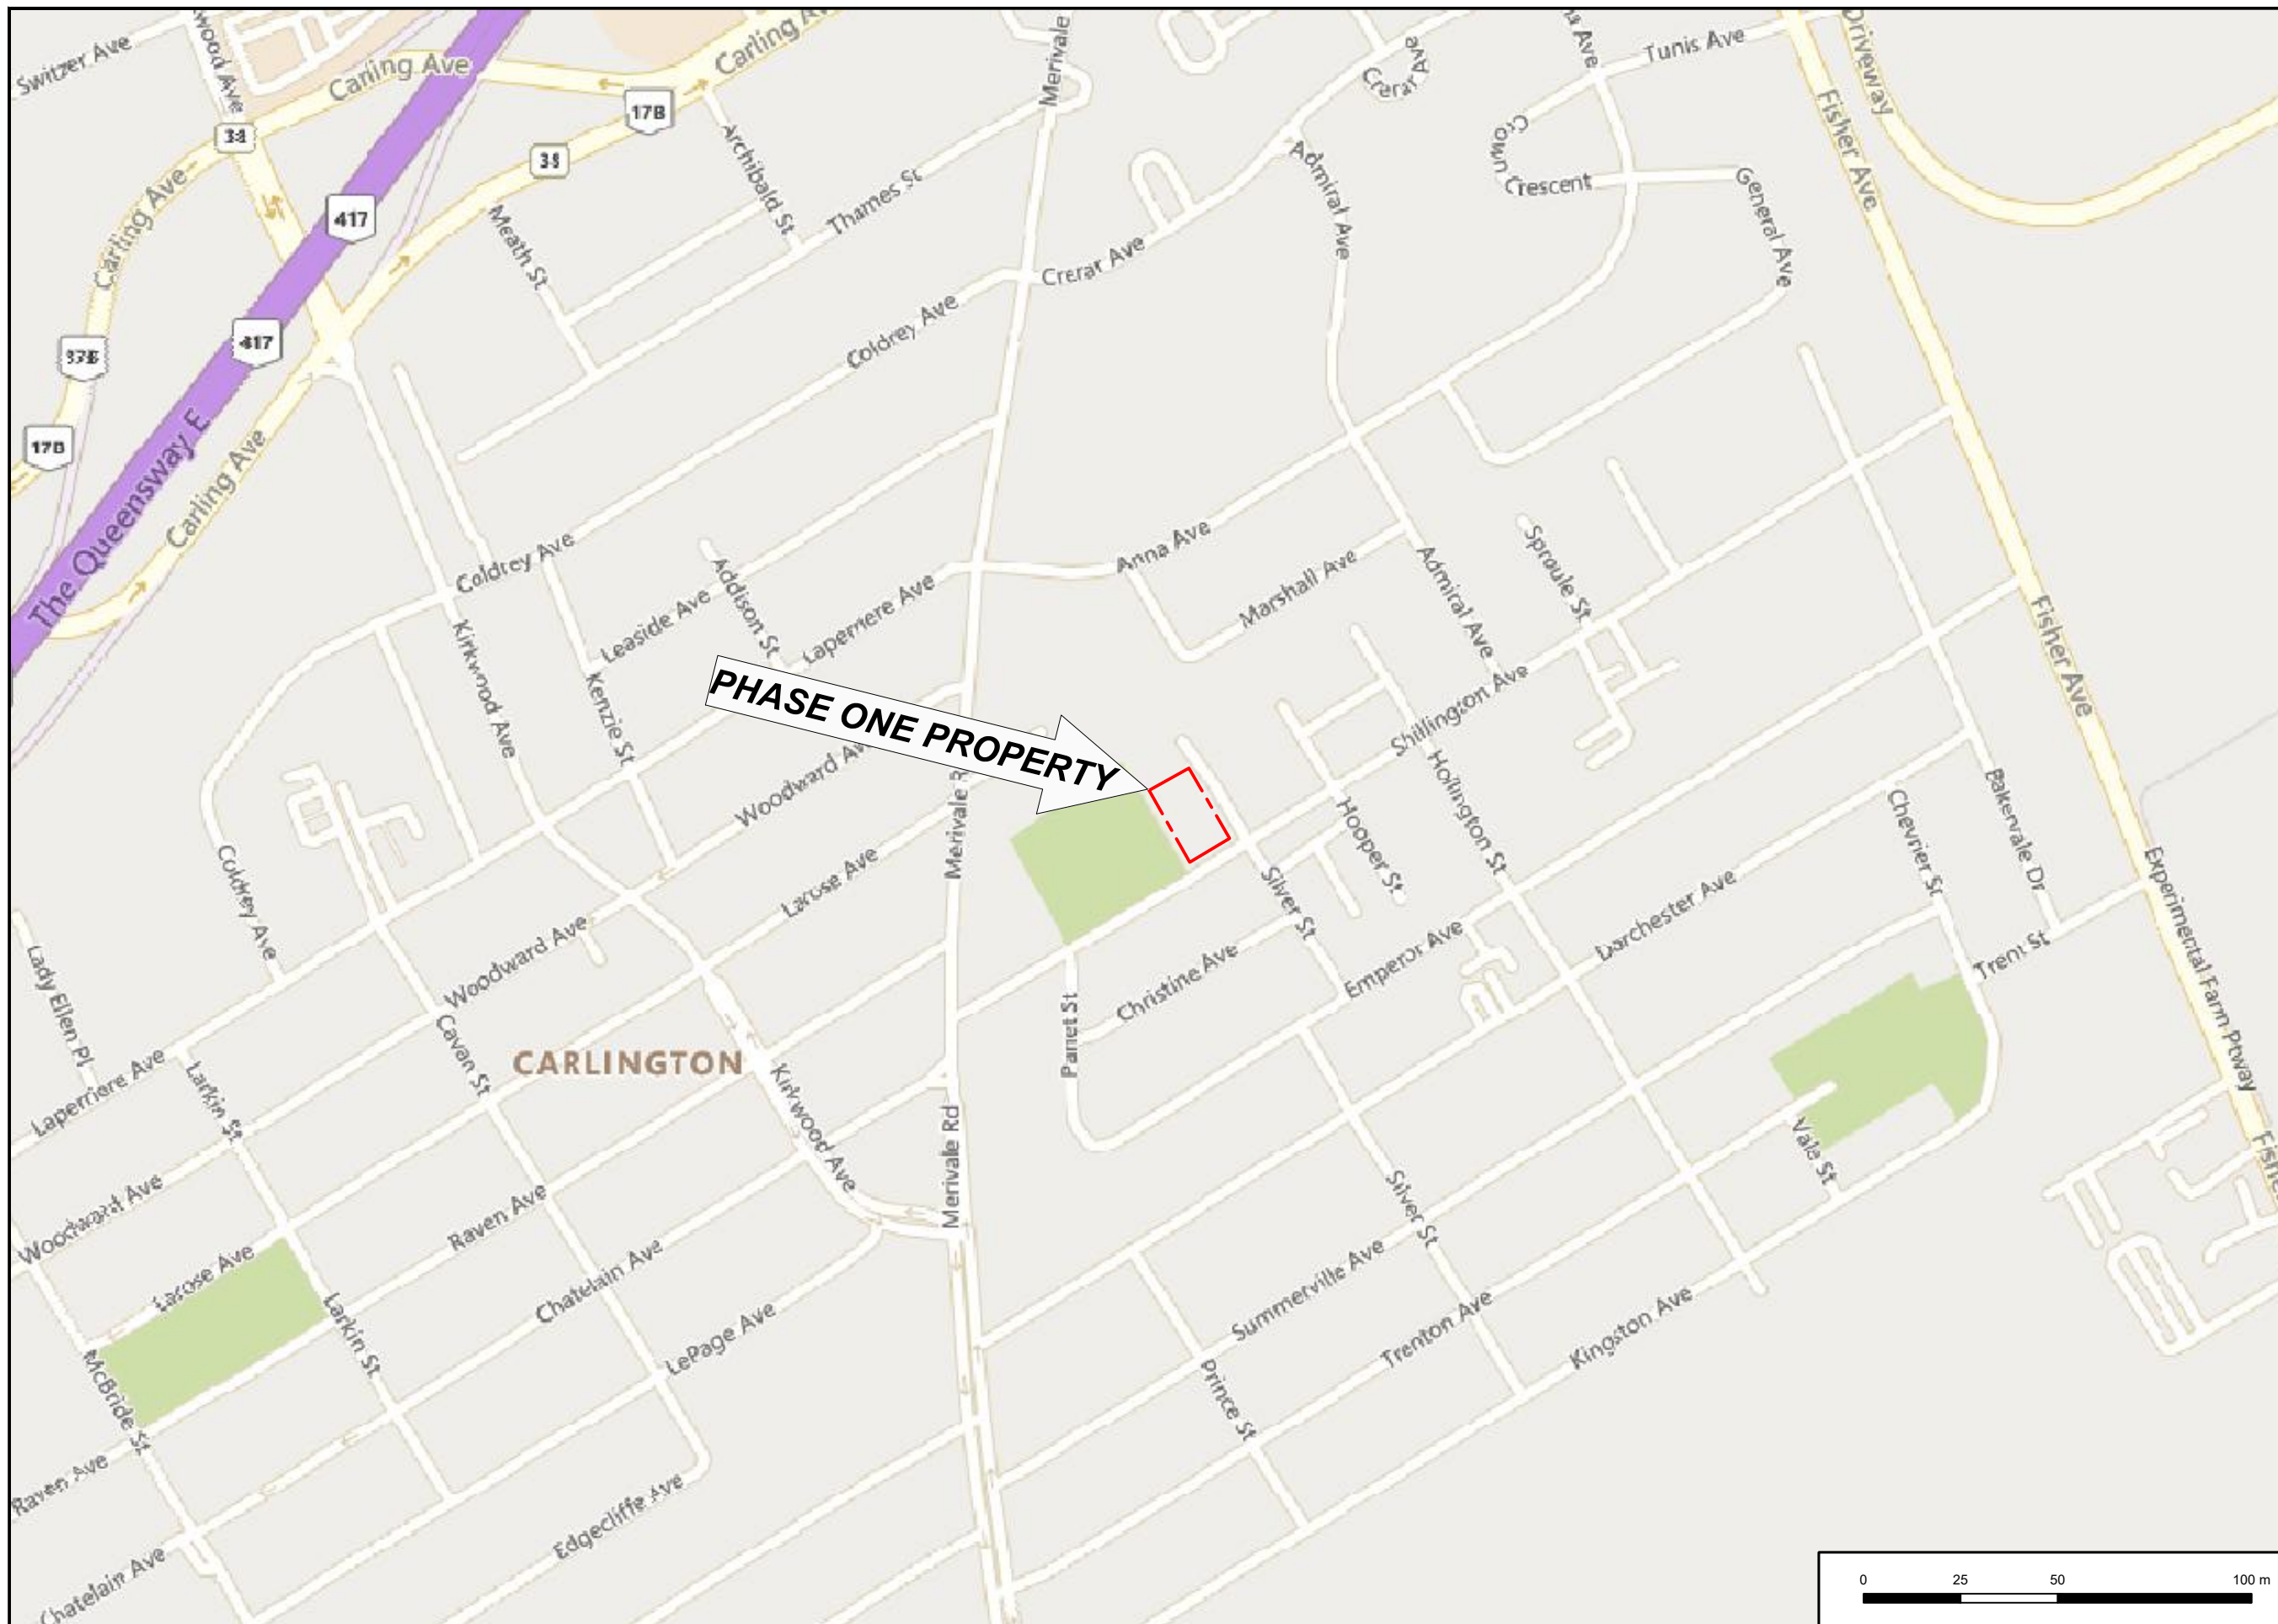 Switzer Ave
Carling Ave
Carling
Merivale
Crerar Ave
Tunis Ave
Driveway
Fisher Ave
38
17B
38
Archibald St
Thames St
Admiral Ave
Crown
Crescent
General Ave
Carling Ave
417
Meath St
Crerar Ave
Coldrey Ave
417
17B
The Queensway E
Carling Ave
Coldrey Ave
Addison St
Leaside Ave
Laperriere Ave
Anna Ave
Marshall Ave
Admiral Ave
Sproule St
Fisher Ave
Kirkwood Ave
Kenzie St
PHASE ONE PROPERTY
Shillington Ave
Woodward Av
Merivale R
Hollington St
Hooper St
Bakervale Dr
Chevrier St
Coldrey Ave
Larose Ave
Silver St
Dorchester Ave
Experimental Farm Pkway
Lady Ellen Pl
Woodward Ave
Christine Ave
Emperor Ave
Trent St
Cavan St
Panet St
CARLINGTON
Laperriere Ave
Larkin St
Kirkwood Ave
Merivale Rd
Vale St
Woodward Ave
Raven Ave
Silver St
Larose Ave
Chatelain Ave
Summerville Ave
Larkin St
LePage Ave
Trenton Ave
Kingston Ave
McBride St
Prince St
Raven Ave
Edgecliffe Ave
Chatelain Ave
0 25 50 100 m